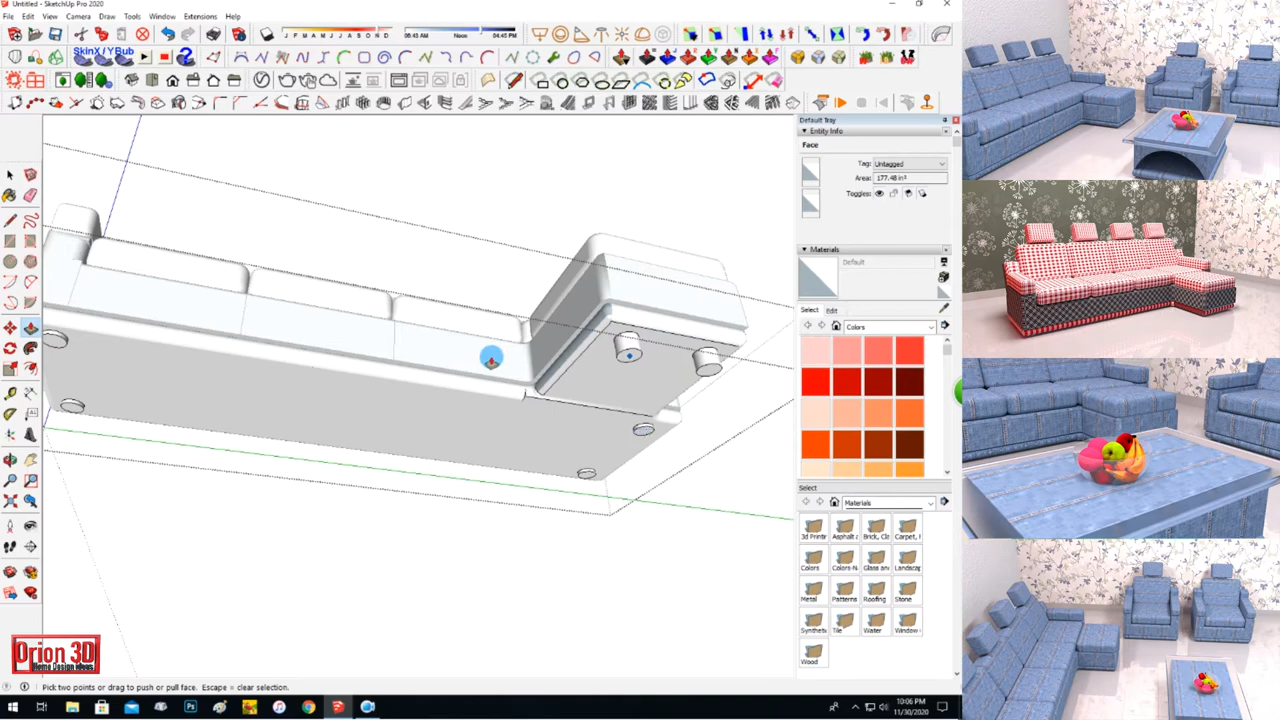 Untitled - SketchUp Pro 2020
File Edit View Camera Draw Tools Window Extensions Help
J F M A M J J A S O N D
06:43 AM Noon 04:45 PM
SkinX/YBub
Default Tray
Entity Info
Face
Tag: Untagged
Area: 177.48 in²
Toggles:
Materials
Default
Select Edit
Colors
Select
Materials
3d Printi
Asphalt a
Brick, Cla
Carpet, F
Colors
Colors-N
Glass an
Landscap
Metal
Patterns
Roofing
Stone
Synthetic
Tile
Water
Window
Wood
Orion 3D
Home Design Ideas
Pick two points or drag to push or pull face. Escape = clear selection.
10:06 PM
11/30/2020